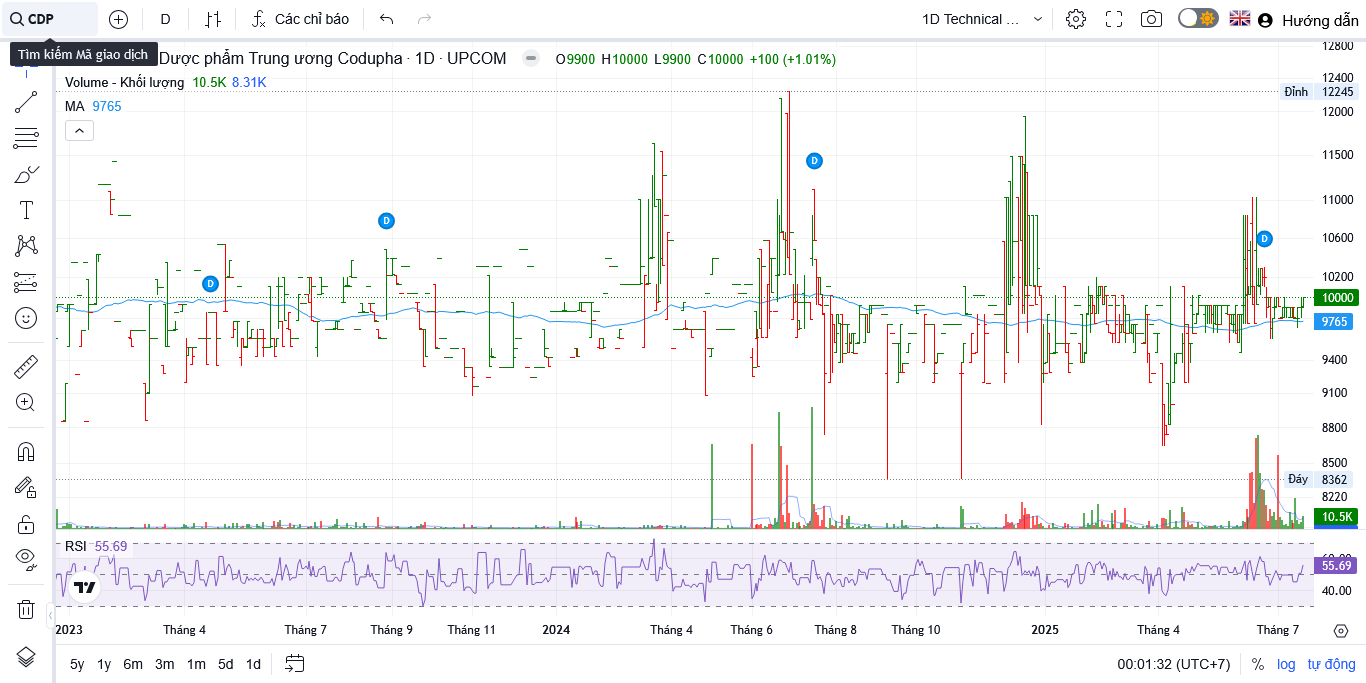 CDP
D
Các chỉ báo
1D Technical ...
Hướng dẫn
Tìm kiếm Mã giao dịch
Dược phẩm Trung ương Codupha · 1D · UPCOM
O9900 H10000 L9900 C10000 +100 (+1.01%)
Volume - Khối lượng 10.5K 8.31K
MA 9765
D
D
D
D
12800
12400
Đỉnh 12245
12000
11500
11000
10600
10200
10000
9765
9400
9100
8800
8500
Đáy 8362
8220
10.5K
RSI 55.69
60.00
55.69
40.00
2023 Tháng 4 Tháng 7 Tháng 9 Tháng 11 2024 Tháng 4 Tháng 6 Tháng 8 Tháng 10 2025 Tháng 4 Tháng 7
5y 1y 6m 3m 1m 5d 1d
00:01:32 (UTC+7) % log tự động